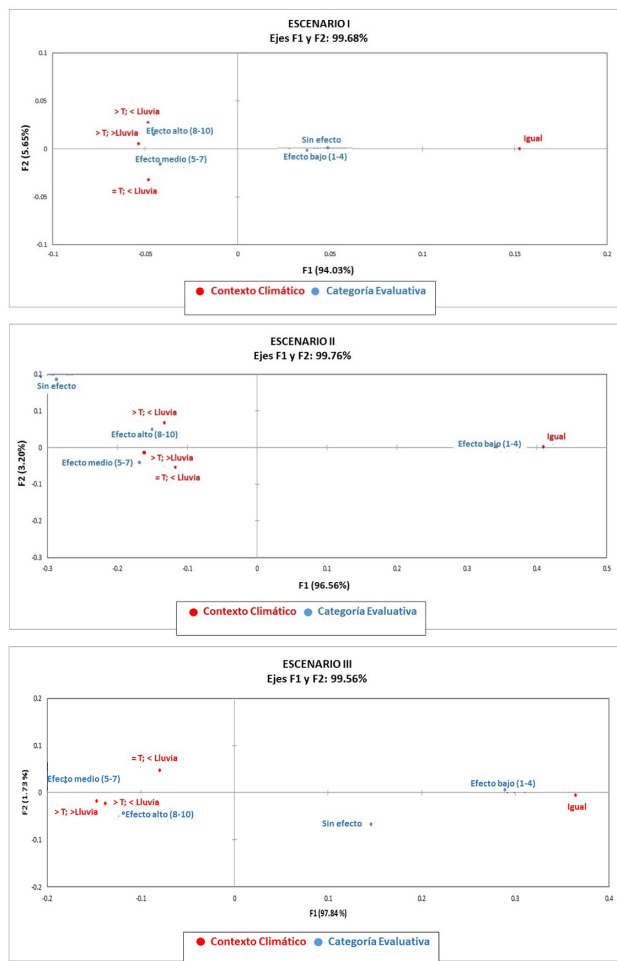 ESCENARIO I
Ejes F1 y F2: 99.68%
0.1
> T; < Lluvia
0.05
> T; >Lluvia
Efecto alto (8-10)
Sin efecto
Igual
0
Efecto medio (5-7)
Efecto bajo (1-4)
= T; < Lluvia
-0.05
-0.1
F2 (5.65%)
-0.1 -0.05 0 0.05 0.1 0.15 0.2
F1 (94.03%)
Contexto Climático Categoría Evaluativa
ESCENARIO II
Ejes F1 y F2: 99.76%
Sin efecto
> T; < Lluvia
0.1
Efecto alto (8-10)
Igual
Efecto bajo (1-4)
0
Efecto medio (5-7)
> T; >Lluvia
= T; < Lluvia
-0.1
-0.2
-0.3
F2 (3.20%)
-0.3 -0.2 -0.1 0 0.1 0.2 0.3 0.4 0.5
F1 (96.56%)
Contexto Climático Categoría Evaluativa
ESCENARIO III
Ejes F1 y F2: 99.56%
0.2
0.1
= T; < Lluvia
Efecto medio (5-7)
Efecto bajo (1-4)
0
> T; < Lluvia
> T; >Lluvia
Efecto alto (8-10)
Igual
Sin efecto
-0.1
-0.2
F2 (1.73 %)
-0.2 -0.1 0 0.1 0.2 0.3 0.4
F1 (97.84 %)
Contexto Climático Categoría Evaluativa